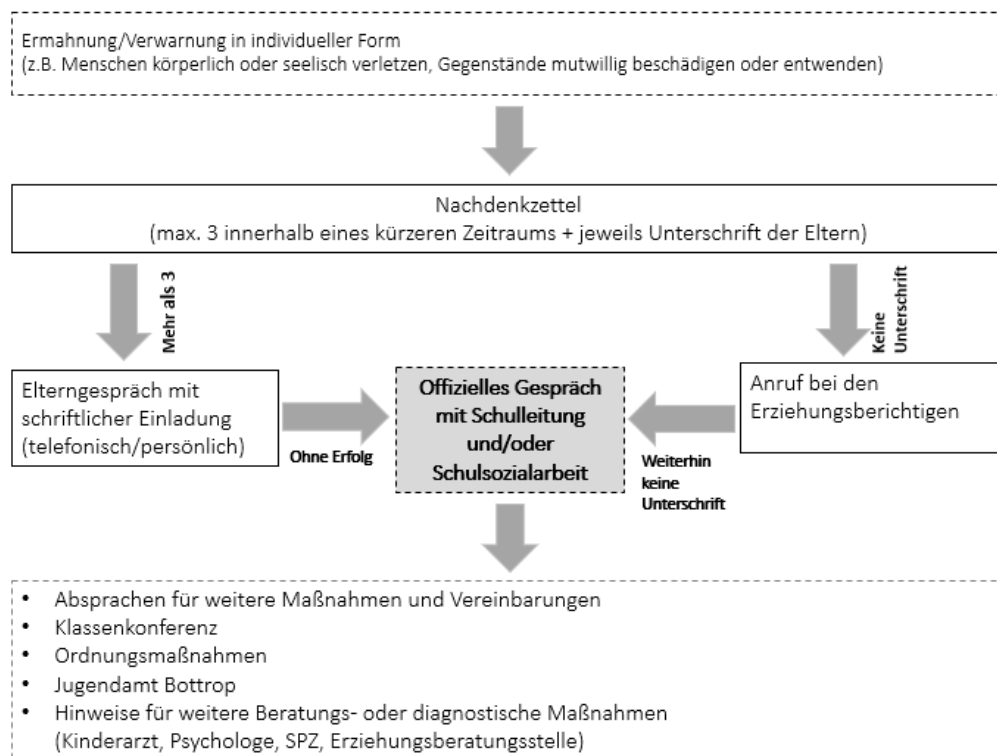 Ermahnung/Verwarnung in individueller Form
(z.B. Menschen körperlich oder seelisch verletzen, Gegenstände mutwillig beschädigen oder entwenden)
Nachdenkzettel
(max. 3 innerhalb eines kürzeren Zeitraums + jeweils Unterschrift der Eltern)
Mehr als 3
Keine
Unterschrift
Elterngespräch mit
schriftlicher Einladung
(telefonisch/persönlich)
Ohne Erfolg
Offizielles Gespräch
mit Schulleitung
und/oder
Schulsozialarbeit
Weiterhin
keine
Unterschrift
Anruf bei den
Erziehungsberichtigen
• Absprachen für weitere Maßnahmen und Vereinbarungen
• Klassenkonferenz
• Ordnungsmaßnahmen
• Jugendamt Bottrop
• Hinweise für weitere Beratungs- oder diagnostische Maßnahmen
(Kinderarzt, Psychologe, SPZ, Erziehungsberatungsstelle)